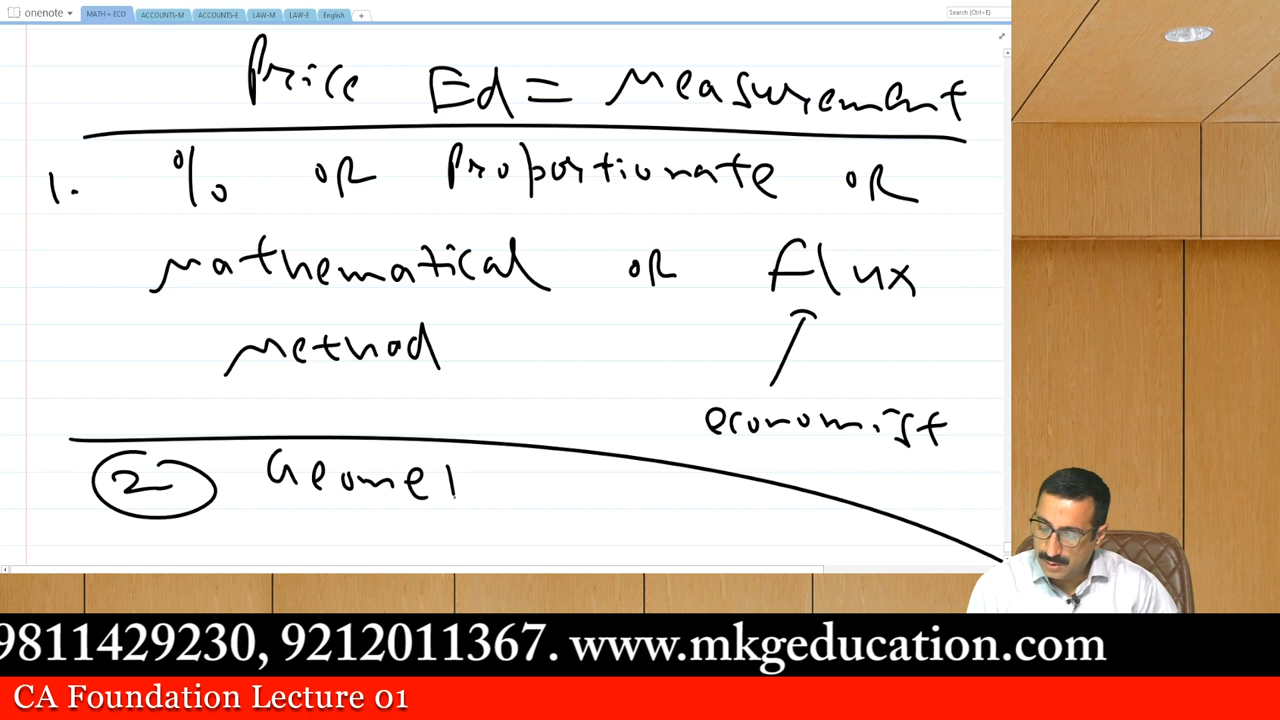 onenote MATH + ECO ACCOUNTS-M ACCOUNTS-E LAW-M LAW-E English + Search (Ctrl+E)
Price Ed = Measurement
1. % OR Proportionate OR
Mathematical OR flux
Method
economist
2 Geomel
9811429230, 9212011367. www.mkgeducation.com
CA Foundation Lecture 01